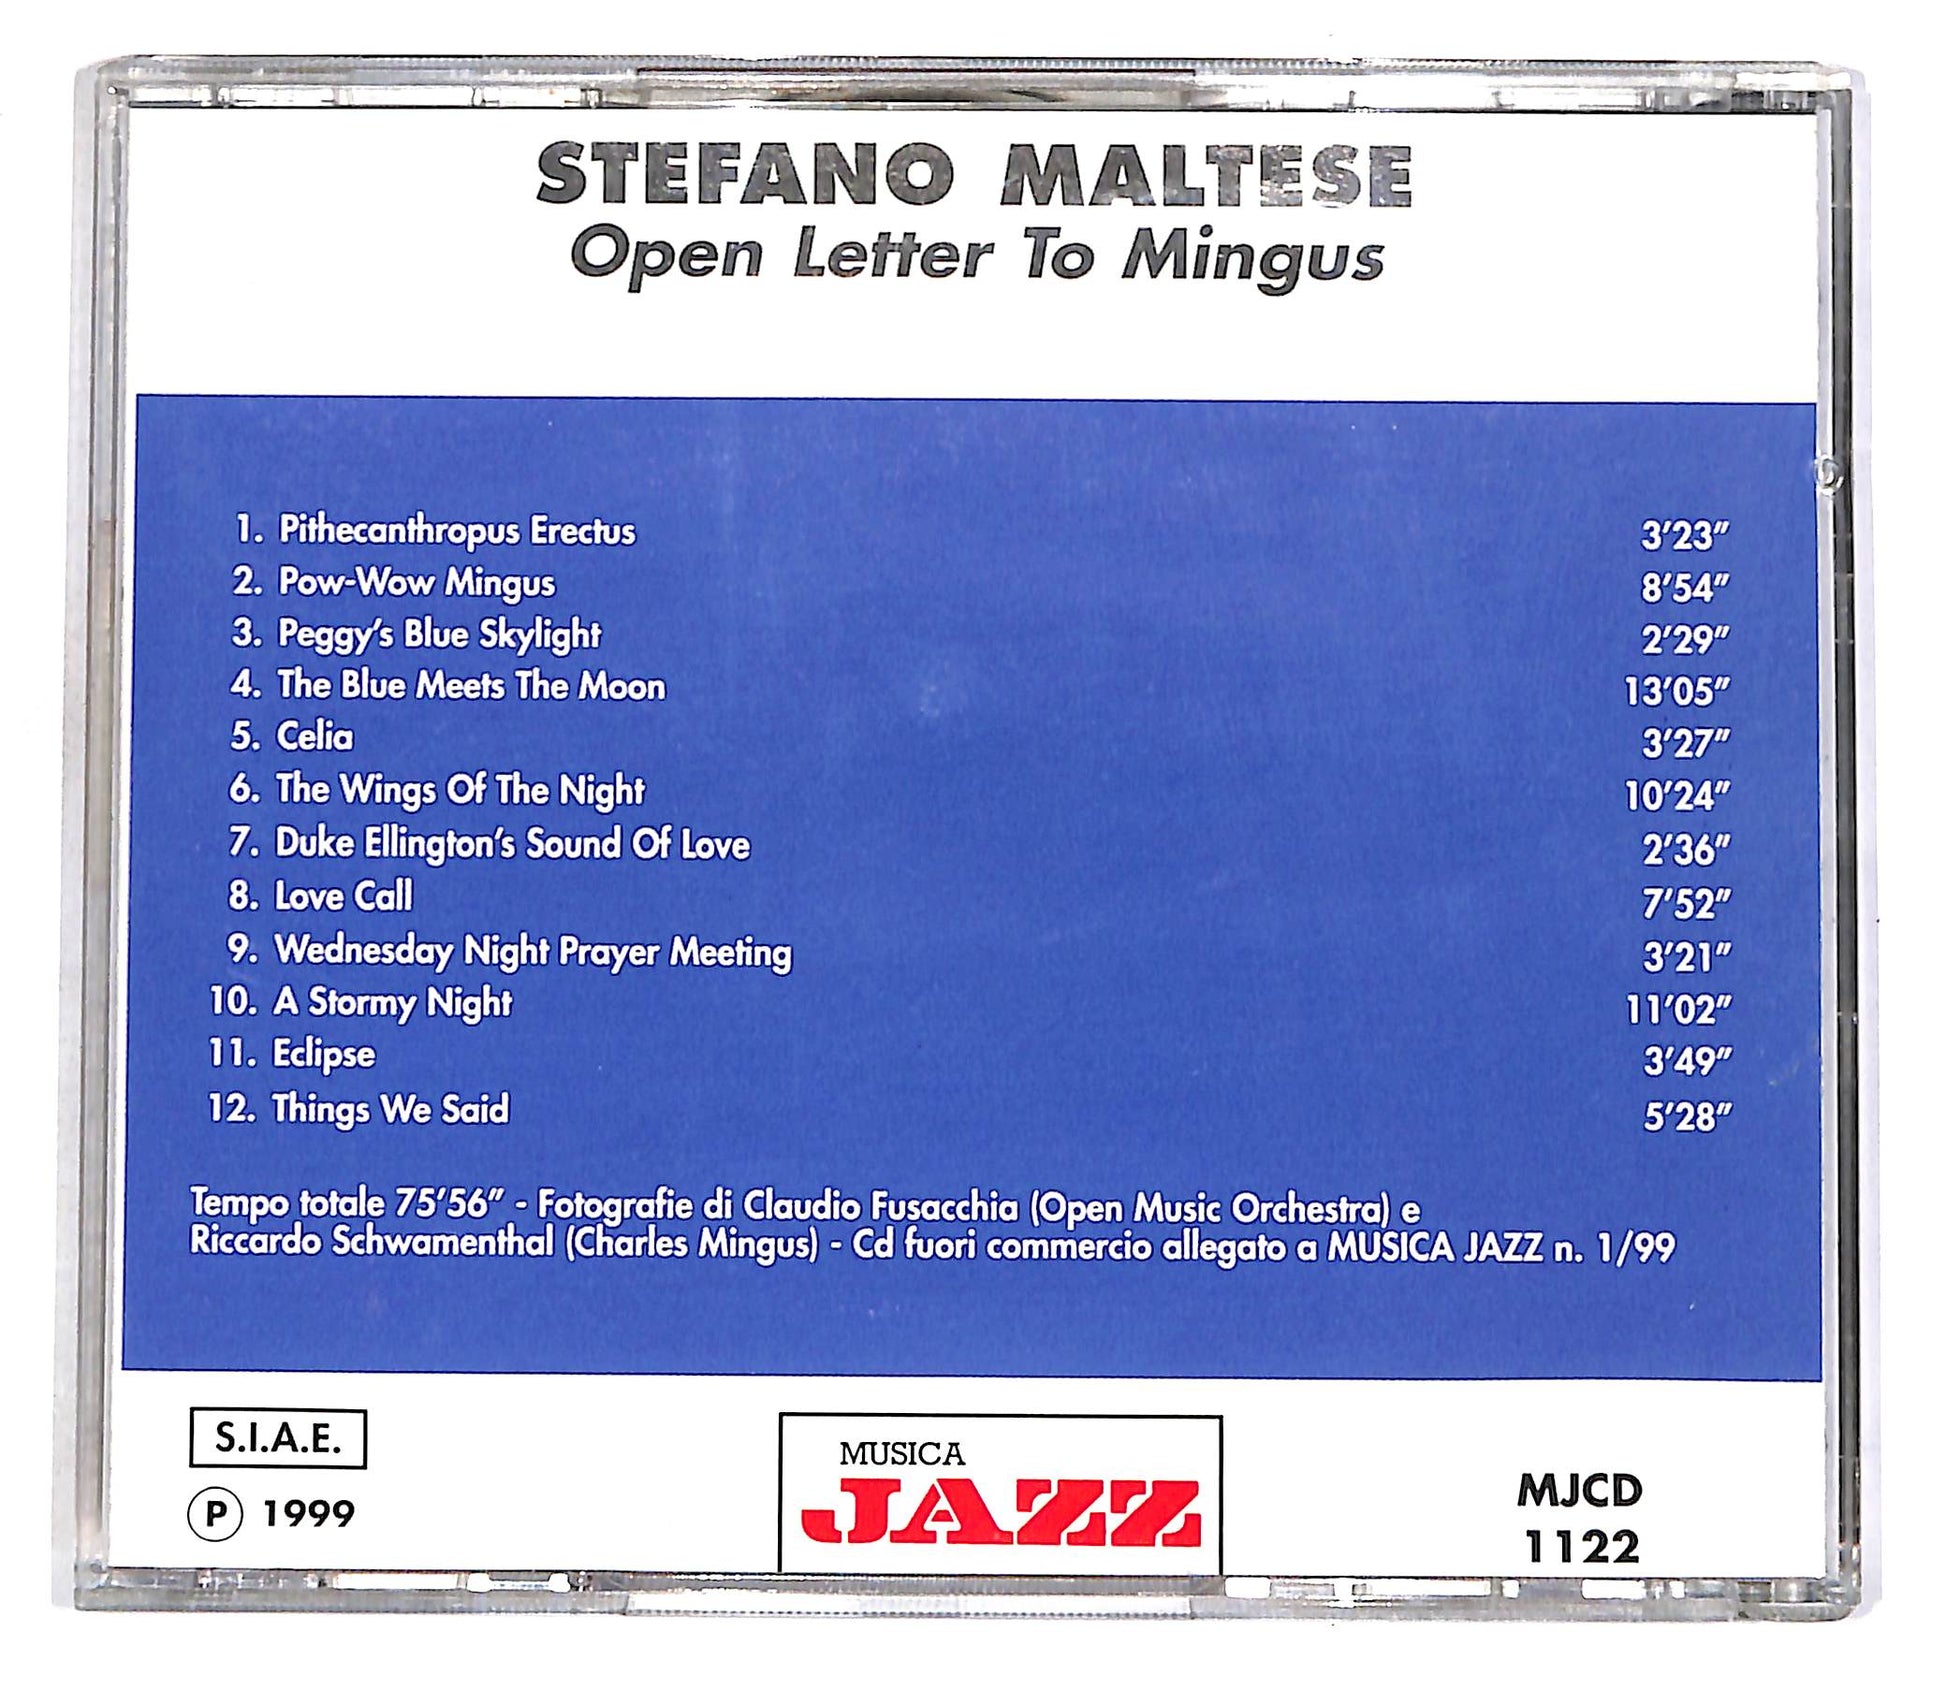 STEFANO MALTESE
Open Letter To Mingus
1. Pithecanthropus Erectus 3'23"
2. Pow-Wow Mingus 8'54"
3. Peggy's Blue Skylight 2'29"
4. The Blue Meets The Moon 13'05"
5. Celia 3'27"
6. The Wings Of The Night 10'24"
7. Duke Ellington's Sound Of Love 2'36"
8. Love Call 7'52"
9. Wednesday Night Prayer Meeting 3'21"
10. A Stormy Night 11'02"
11. Eclipse 3'49"
12. Things We Said 5'28"
Tempo totale 75'56" - Fotografie di Claudio Fusacchia (Open Music Orchestra) e
Riccardo Schwamenthal (Charles Mingus) - Cd fuori commercio allegato a MUSICA JAZZ n. 1/99
S.I.A.E.
Ⓟ 1999
MUSICA
JAZZ
MJCD
1122